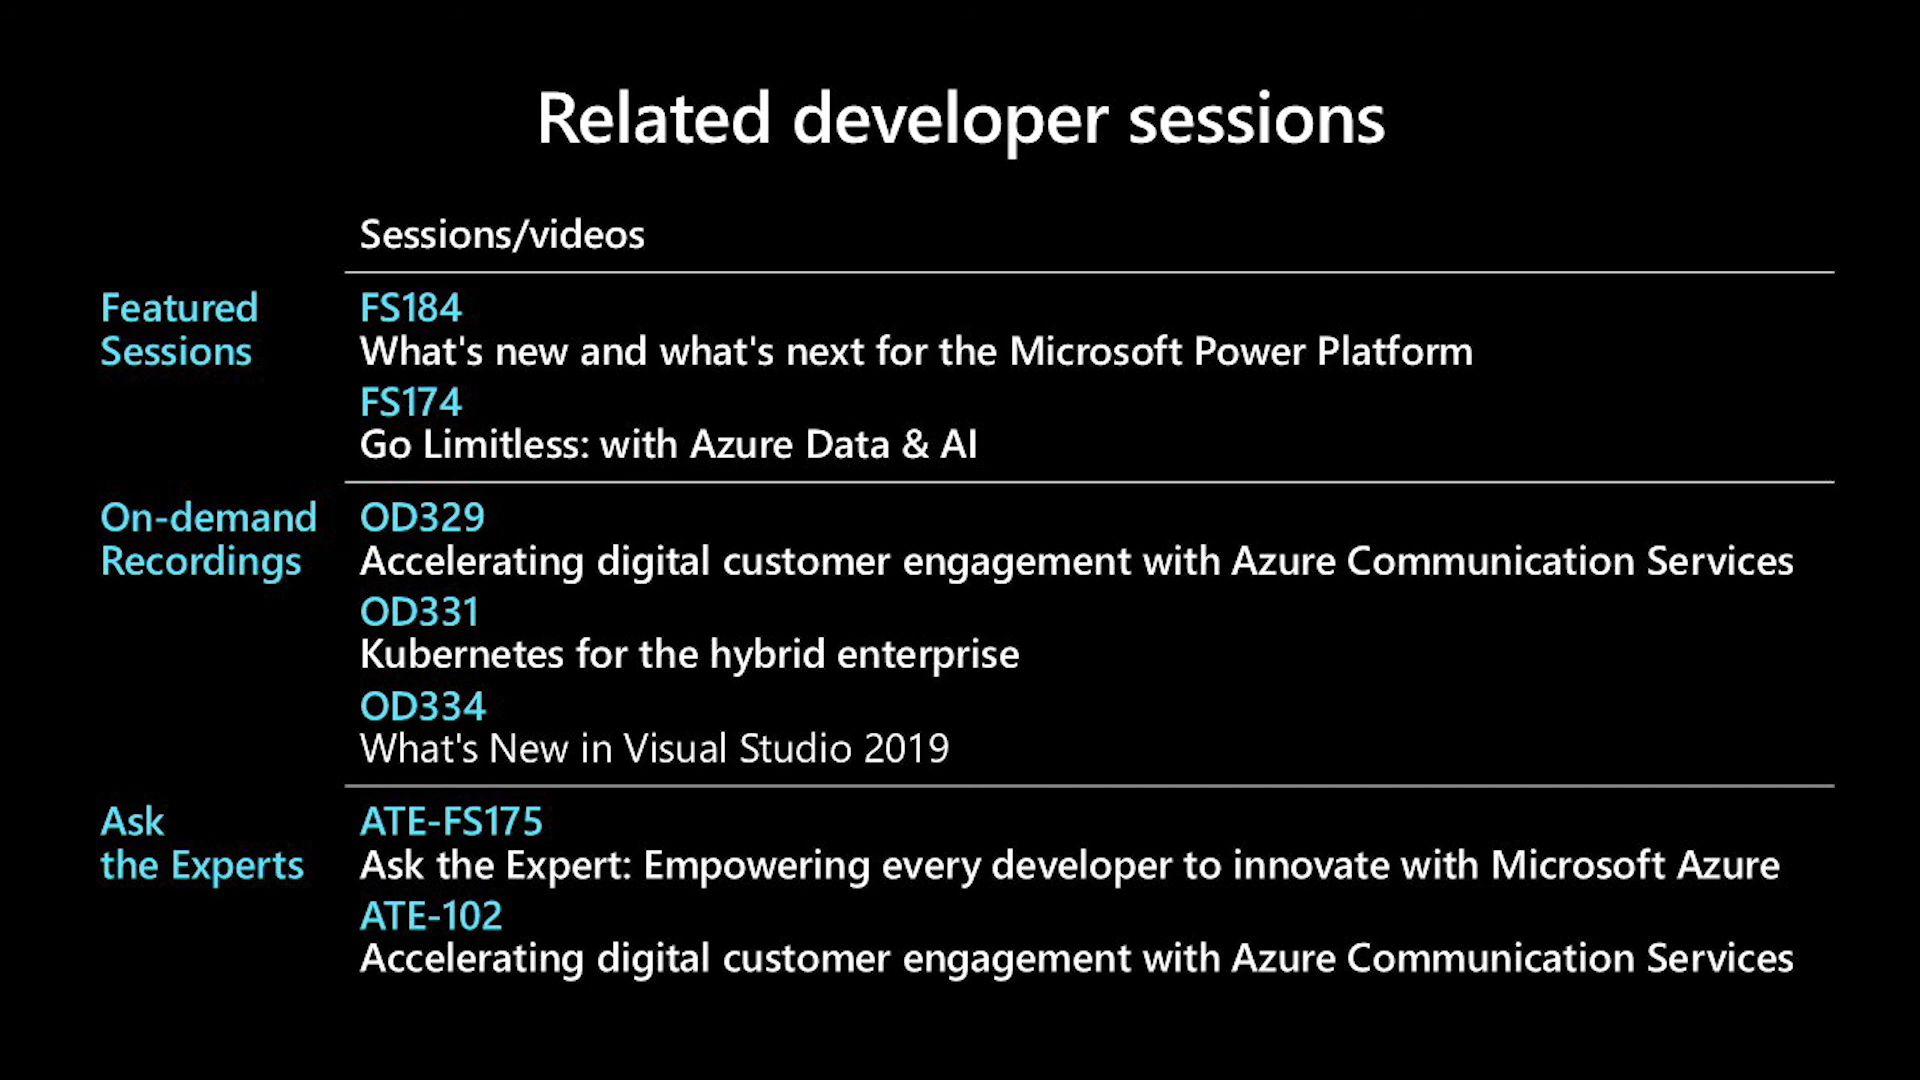 Related developer sessions
Sessions/videos
Featured
Sessions
FS184
What's new and what's next for the Microsoft Power Platform
FS174
Go Limitless: with Azure Data & AI
On-demand
Recordings
OD329
Accelerating digital customer engagement with Azure Communication Services
OD331
Kubernetes for the hybrid enterprise
OD334
What's New in Visual Studio 2019
Ask
the Experts
ATE-FS175
Ask the Expert: Empowering every developer to innovate with Microsoft Azure
ATE-102
Accelerating digital customer engagement with Azure Communication Services